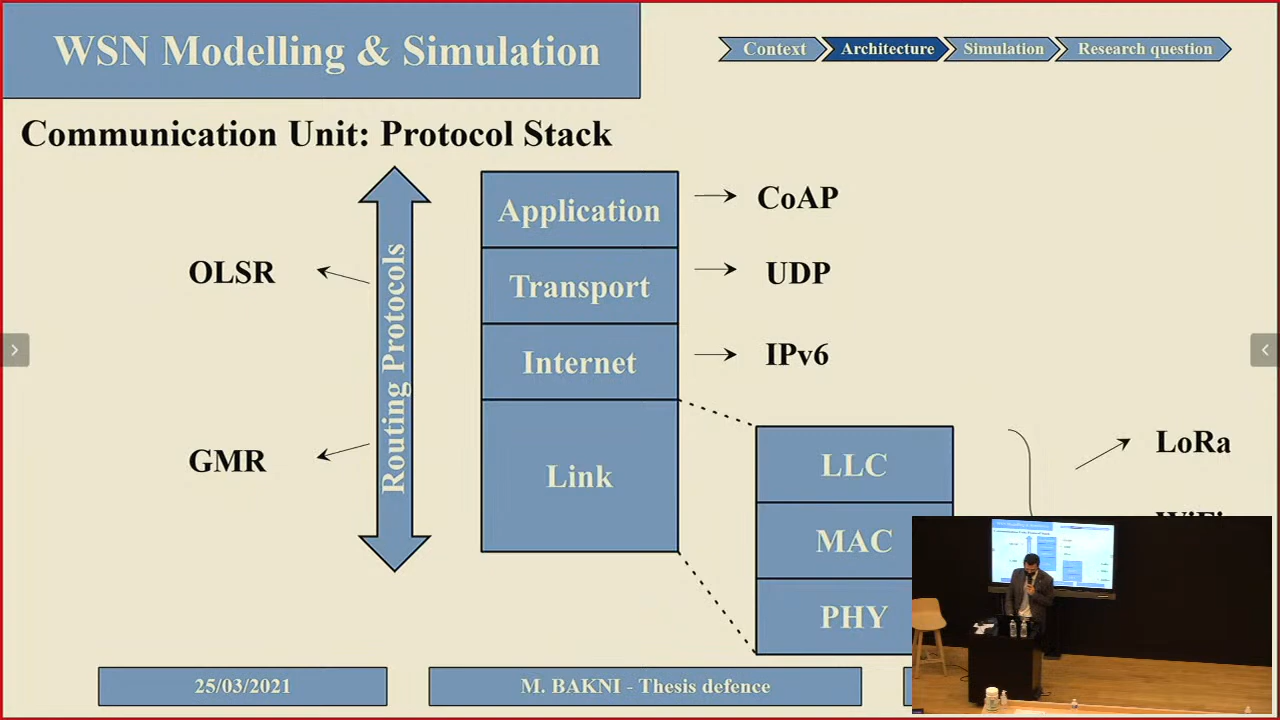 WSN Modelling & Simulation
Context
Architecture
Simulation
Research question
Communication Unit: Protocol Stack
Application
CoAP
Routing Protocols
OLSR
Transport
UDP
Internet
IPv6
GMR
Link
LLC
LoRa
MAC
PHY
25/03/2021
M. BAKNI - Thesis defence